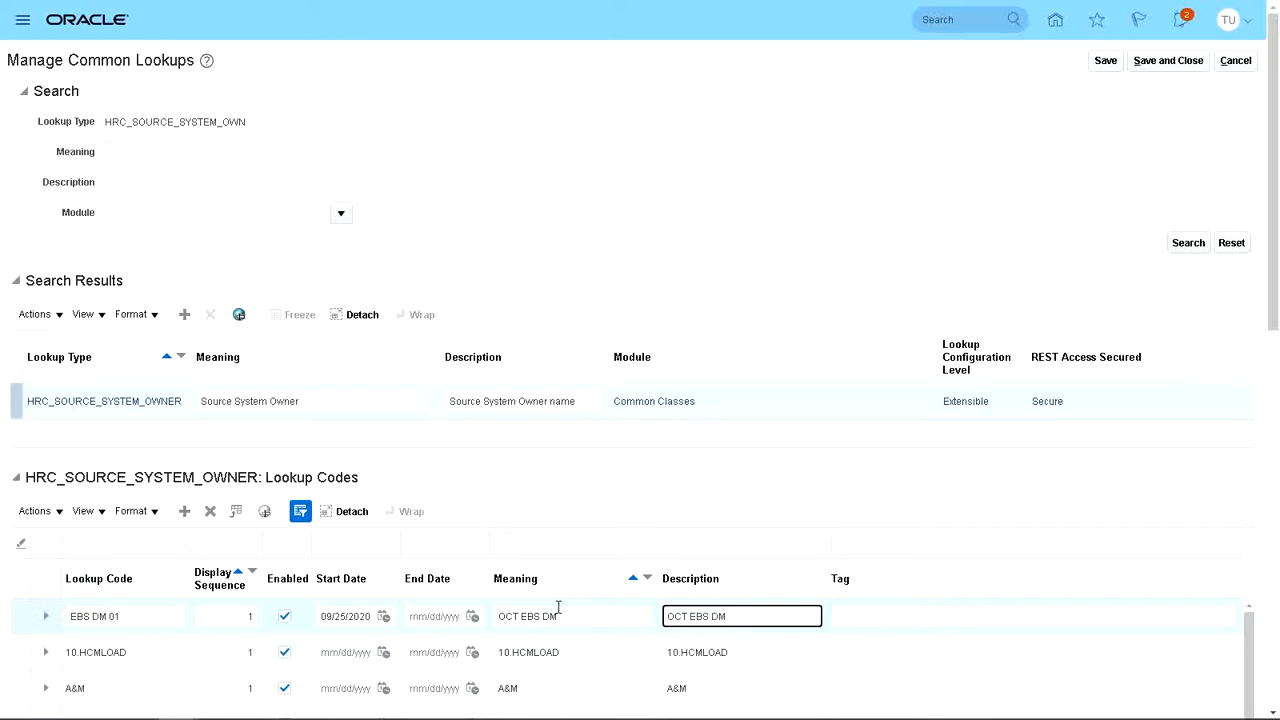 ORACLE
Search
2
TU
Manage Common Lookups ?
Save
Save and Close
Cancel
Search
Lookup Type HRC_SOURCE_SYSTEM_OWN
Meaning
Description
Module
Search
Reset
Search Results
Actions View Format Freeze Detach Wrap
Lookup Type Meaning Description Module Lookup Configuration Level REST Access Secured
HRC_SOURCE_SYSTEM_OWNER Source System Owner Source System Owner name Common Classes Extensible Secure
HRC_SOURCE_SYSTEM_OWNER: Lookup Codes
Actions View Format Detach Wrap
Lookup Code Display Sequence Enabled Start Date End Date Meaning Description Tag
EBS DM 01 1 09/25/2020 mm/dd/yyyy OCT EBS DM OCT EBS DM
10.HCMLOAD 1 mm/dd/yyyy mm/dd/yyyy 10.HCMLOAD 10.HCMLOAD
A&M 1 mm/dd/yyyy mm/dd/yyyy A&M A&M